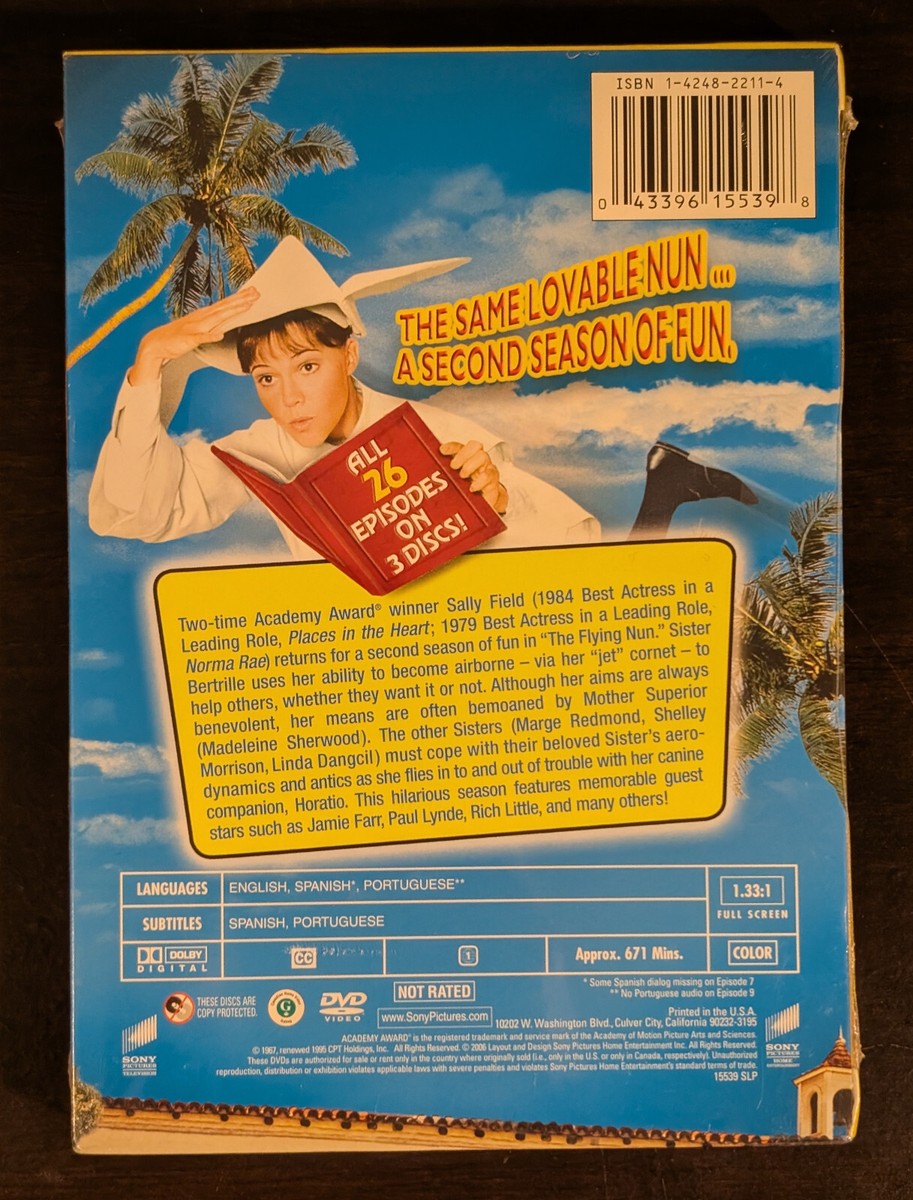 ISBN 1-4248-2211-4
0 43396 15539 8
THE SAME LOVABLE NUN ...
A SECOND SEASON OF FUN.
ALL
26
EPISODES
ON
3 DISCS!
Two-time Academy Award® winner Sally Field (1984 Best Actress in a
Leading Role, Places in the Heart; 1979 Best Actress in a Leading Role,
Norma Rae) returns for a second season of fun in “The Flying Nun.” Sister
Bertrille uses her ability to become airborne – via her “jet” cornet – to
help others, whether they want it or not. Although her aims are always
benevolent, her means are often bemoaned by Mother Superior
(Madeleine Sherwood). The other Sisters (Marge Redmond, Shelley
Morrison, Linda Dangcil) must cope with their beloved Sister’s aero-
dynamics and antics as she flies in to and out of trouble with her canine
companion, Horatio. This hilarious season features memorable guest
stars such as Jamie Farr, Paul Lynde, Rich Little, and many others!
LANGUAGES ENGLISH, SPANISH*, PORTUGUESE**
1.33:1
FULL SCREEN
SUBTITLES SPANISH, PORTUGUESE
DOLBY
DIGITAL
CC
1
Approx. 671 Mins.
COLOR
* Some Spanish dialog missing on Episode 7
** No Portuguese audio on Episode 9
THESE DISCS ARE
COPY PROTECTED.
G
DVD
VIDEO
NOT RATED
www.SonyPictures.com
Printed in the U.S.A.
10202 W. Washington Blvd., Culver City, California 90232-3195
ACADEMY AWARD® is the registered trademark and service mark of the Academy of Motion Picture Arts and Sciences.
© 1967, renewed 1995 CPT Holdings, Inc. All Rights Reserved. © 2006 Layout and Design Sony Pictures Home Entertainment Inc. All Rights Reserved.
These DVDs are authorized for sale or rent only in the country where originally sold (i.e., only in the U.S. or only in Canada, respectively). Unauthorized
reproduction, distribution or exhibition violates applicable laws with severe penalties and violates Sony Pictures Home Entertainment's standard terms of trade.
15539 SLP
SONY
PICTURES
TELEVISION
SONY
PICTURES
HOME
ENTERTAINMENT